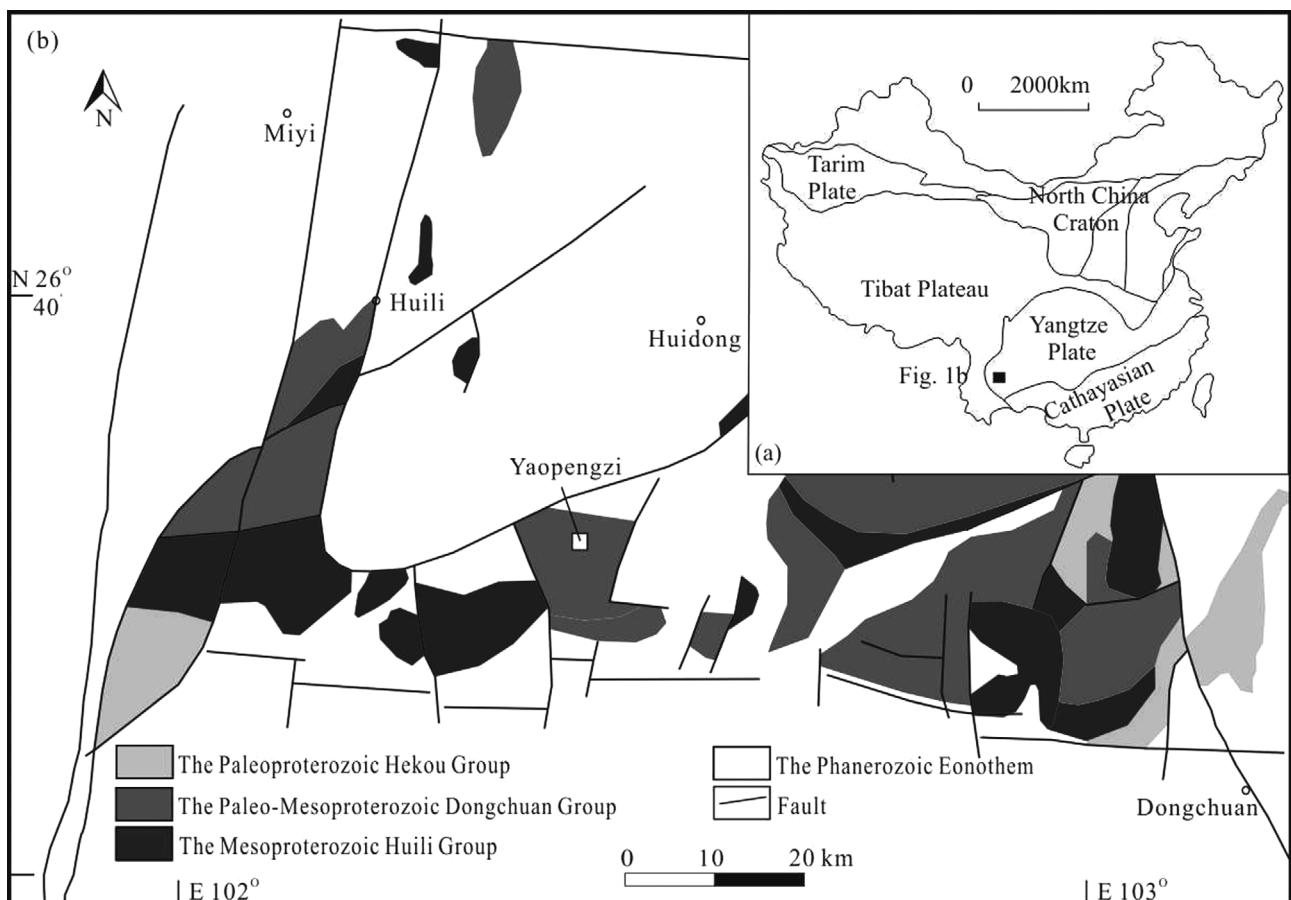 (b)
N
Miyi
N 26°
40'
Huili
Huidong
Yaopengzi
0 2000km
Tarim
Plate
North China
Craton
Tibat Plateau
Yangtze
Plate
Fig. 1b
Cathayasian
Plate
(a)
The Paleoproterozoic Hekou Group
The Paleo-Mesoproterozoic Dongchuan Group
The Mesoproterozoic Huili Group
The Phanerozoic Eonothem
Fault
Dongchuan
0 10 20 km
E 102°
E 103°